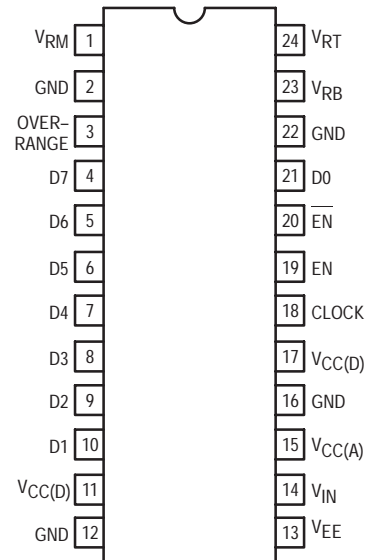 VRM 1 24 VRT
GND 2 23 VRB
OVER–
RANGE 3 22 GND
D7 4 21 D0
D6 5 20 EN
D5 6 19 EN
D4 7 18 CLOCK
D3 8 17 VCC(D)
D2 9 16 GND
D1 10 15 VCC(A)
VCC(D) 11 14 VIN
GND 12 13 VEE